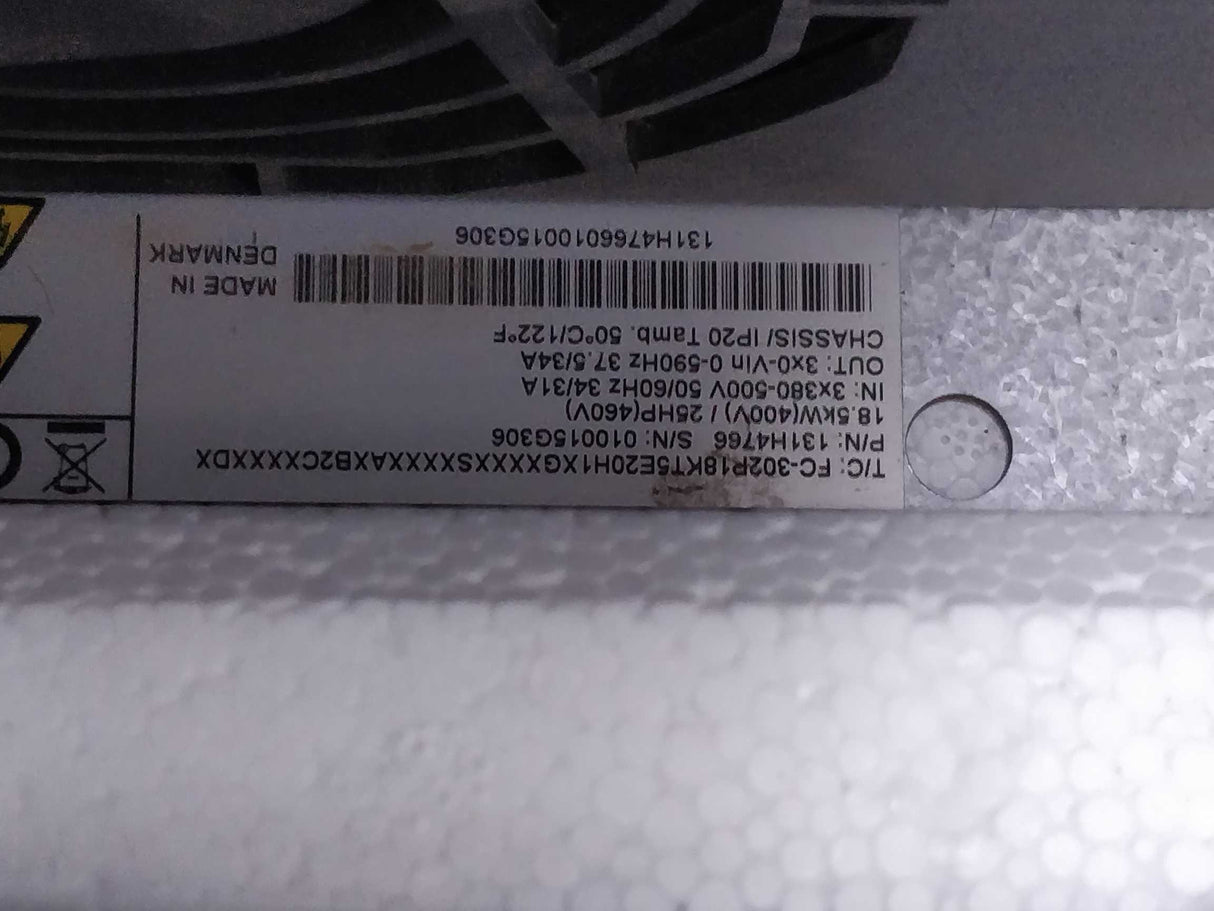 T/C: FC-302R18KT5E20H1XGXXXXSXXXXXAXB2CXXXXDX
P/N: 131H4766 S/N: 010015G306
18.5kW(400V) / 25HP(460V)
IN: 3x380-500V 50/60Hz 34/31A
OUT: 3x0-Vin 0-590Hz 37.5/34A
CHASSIS/ IP20 Tamb. 50°C/122°F
MADE IN
DENMARK
131H4766010015G306